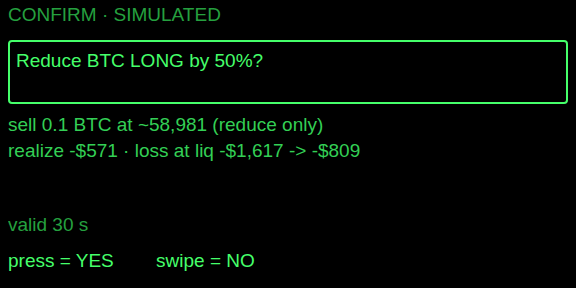 CONFIRM · SIMULATED
Reduce BTC LONG by 50%?
sell 0.1 BTC at ~58,981 (reduce only)
realize -$571 · loss at liq -$1,617 -> -$809
valid 30 s
press = YES swipe = NO